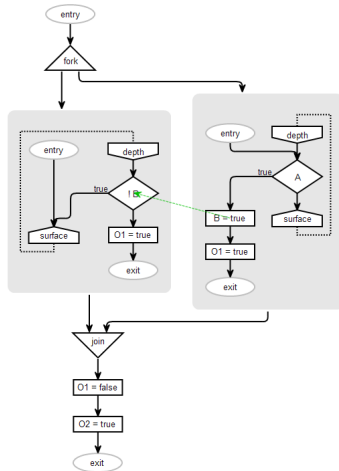 entry
fork
entry
depth
true
! B
surface
O1 = true
exit
entry
depth
true
A
B = true
surface
O1 = true
exit
join
O1 = false
O2 = true
exit